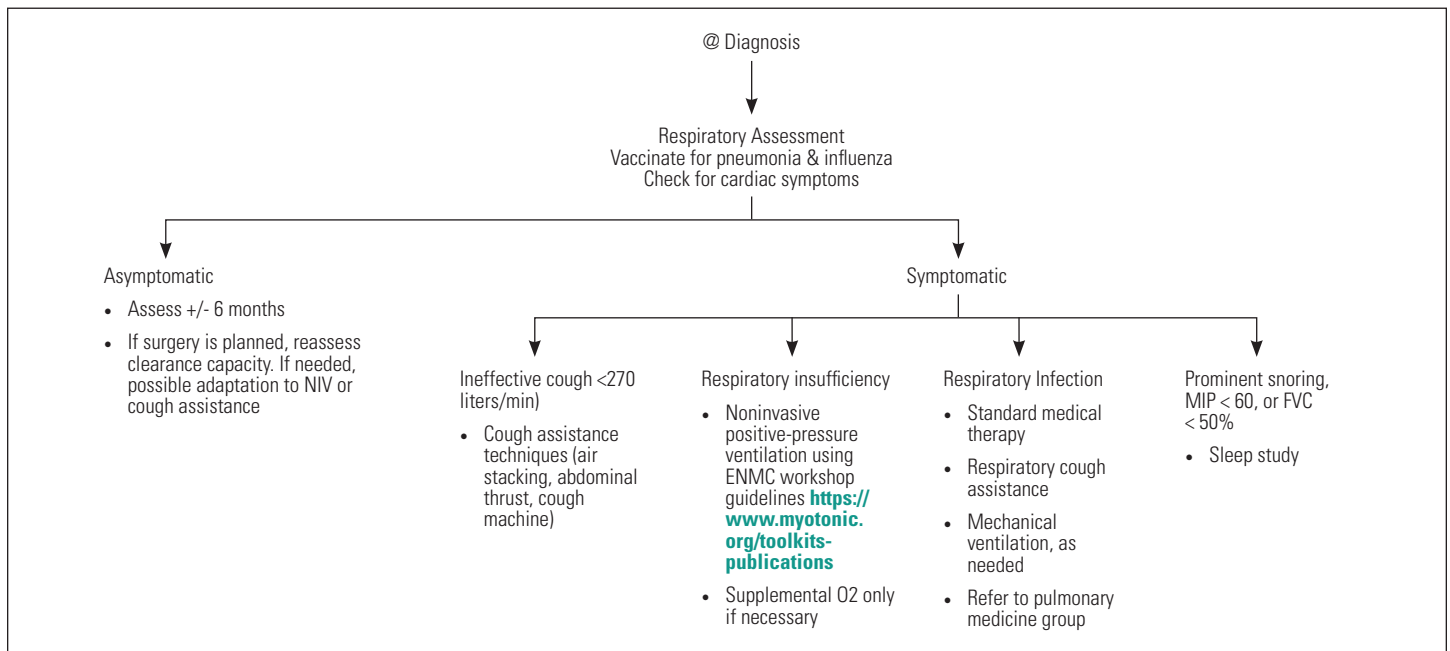 @ Diagnosis
Respiratory Assessment
Vaccinate for pneumonia & influenza
Check for cardiac symptoms
Asymptomatic
• Assess +/- 6 months
• If surgery is planned, reassess
clearance capacity. If needed,
possible adaptation to NIV or
cough assistance
Symptomatic
Ineffective cough <270
liters/min)
• Cough assistance
techniques (air
stacking, abdominal
thrust, cough
machine)
Respiratory insufficiency
• Noninvasive
positive-pressure
ventilation using
ENMC workshop
guidelines https://
www.myotonic.
org/toolkits-
publications
• Supplemental O2 only
if necessary
Respiratory Infection
• Standard medical
therapy
• Respiratory cough
assistance
• Mechanical
ventilation, as
needed
• Refer to pulmonary
medicine group
Prominent snoring,
MIP < 60, or FVC
< 50%
• Sleep study